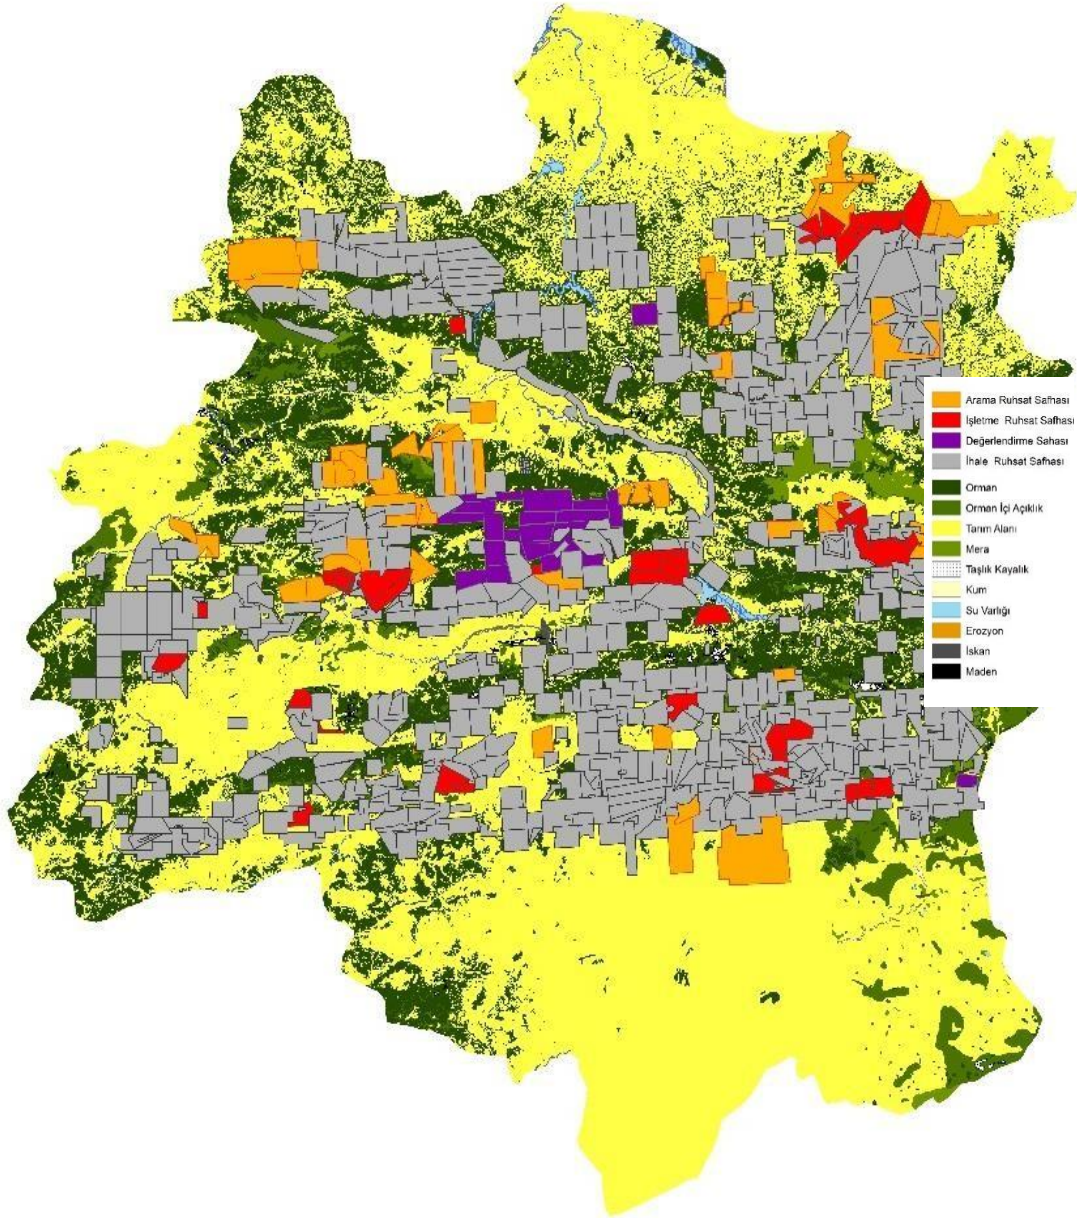 Arama Ruhsat Safhası
İşletme Ruhsat Safhası
Değerlendirme Sahası
İhale Ruhsat Safhası
Orman
Orman İçi Açıklık
Tarım Alanı
Mera
Taşlık Kayalık
Kum
Su Varlığı
Erozyon
İskan
Maden